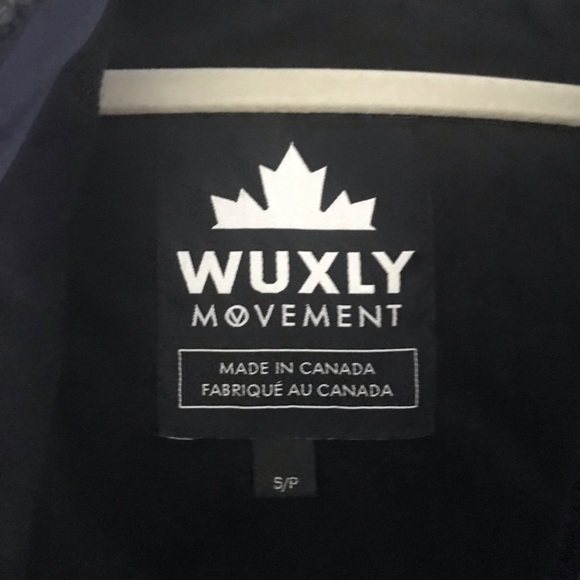 WUXLY
MOVEMENT
MADE IN CANADA
FABRIQUÉ AU CANADA
S/P